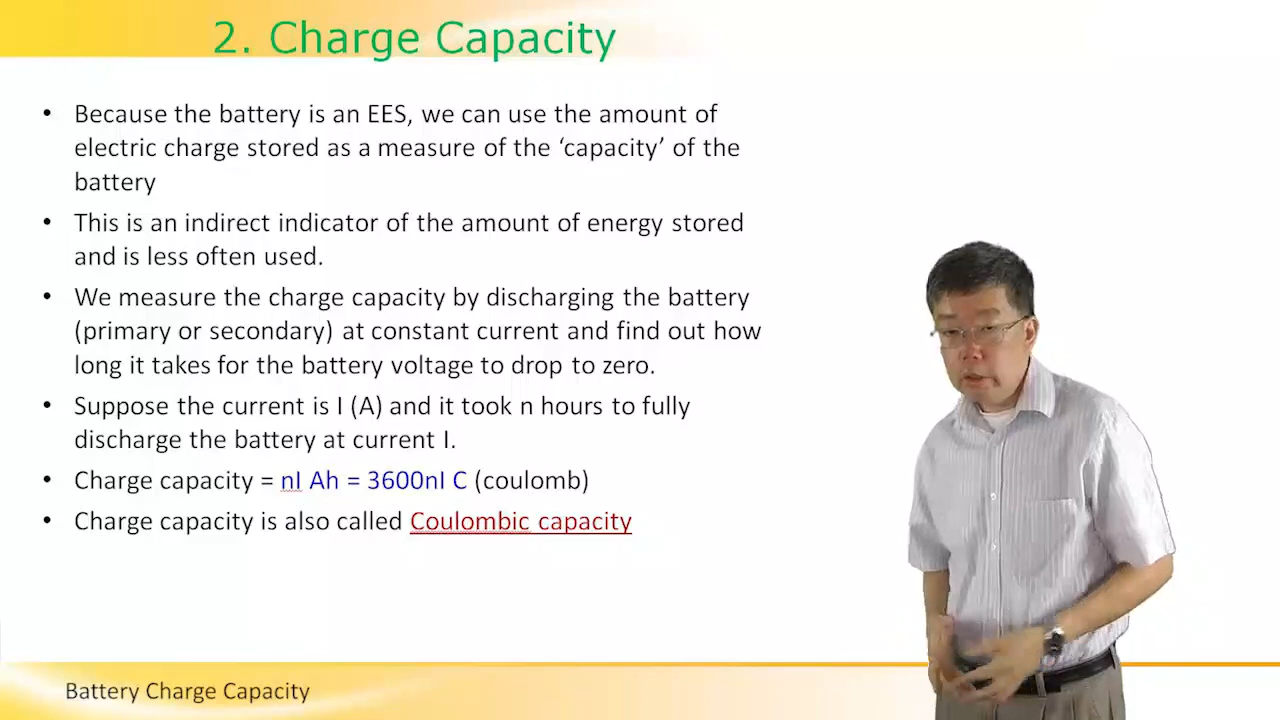 2. Charge Capacity
• Because the battery is an EES, we can use the amount of
electric charge stored as a measure of the ‘capacity’ of the
battery
• This is an indirect indicator of the amount of energy stored
and is less often used.
• We measure the charge capacity by discharging the battery
(primary or secondary) at constant current and find out how
long it takes for the battery voltage to drop to zero.
• Suppose the current is I (A) and it took n hours to fully
discharge the battery at current I.
• Charge capacity = nI Ah = 3600nI C (coulomb)
• Charge capacity is also called Coulombic capacity
Battery Charge Capacity